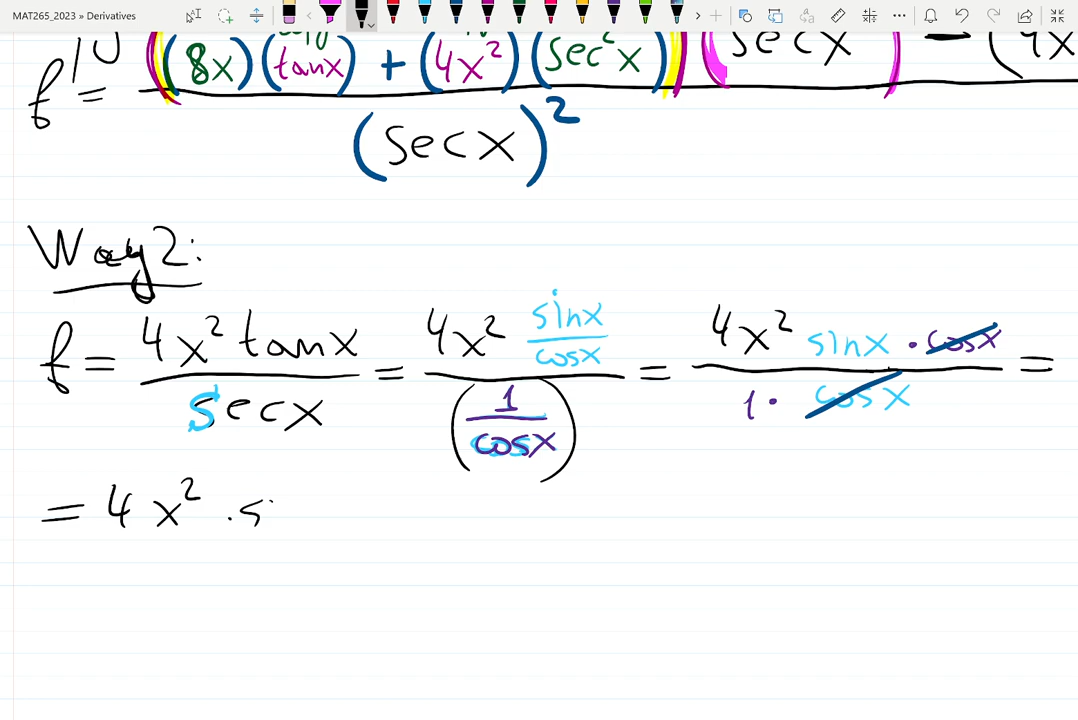 MAT265_2023 » Derivatives
f' = ((8x)(tanx) + (4x²)(sec²x))(secx) − (4x
(secx)²
Way 2:
f = 4x² tanx / secx = 4x² sinx/cosx / (1/cosx) = 4x² sinx · cosx / 1 · cosx =
= 4x² · s